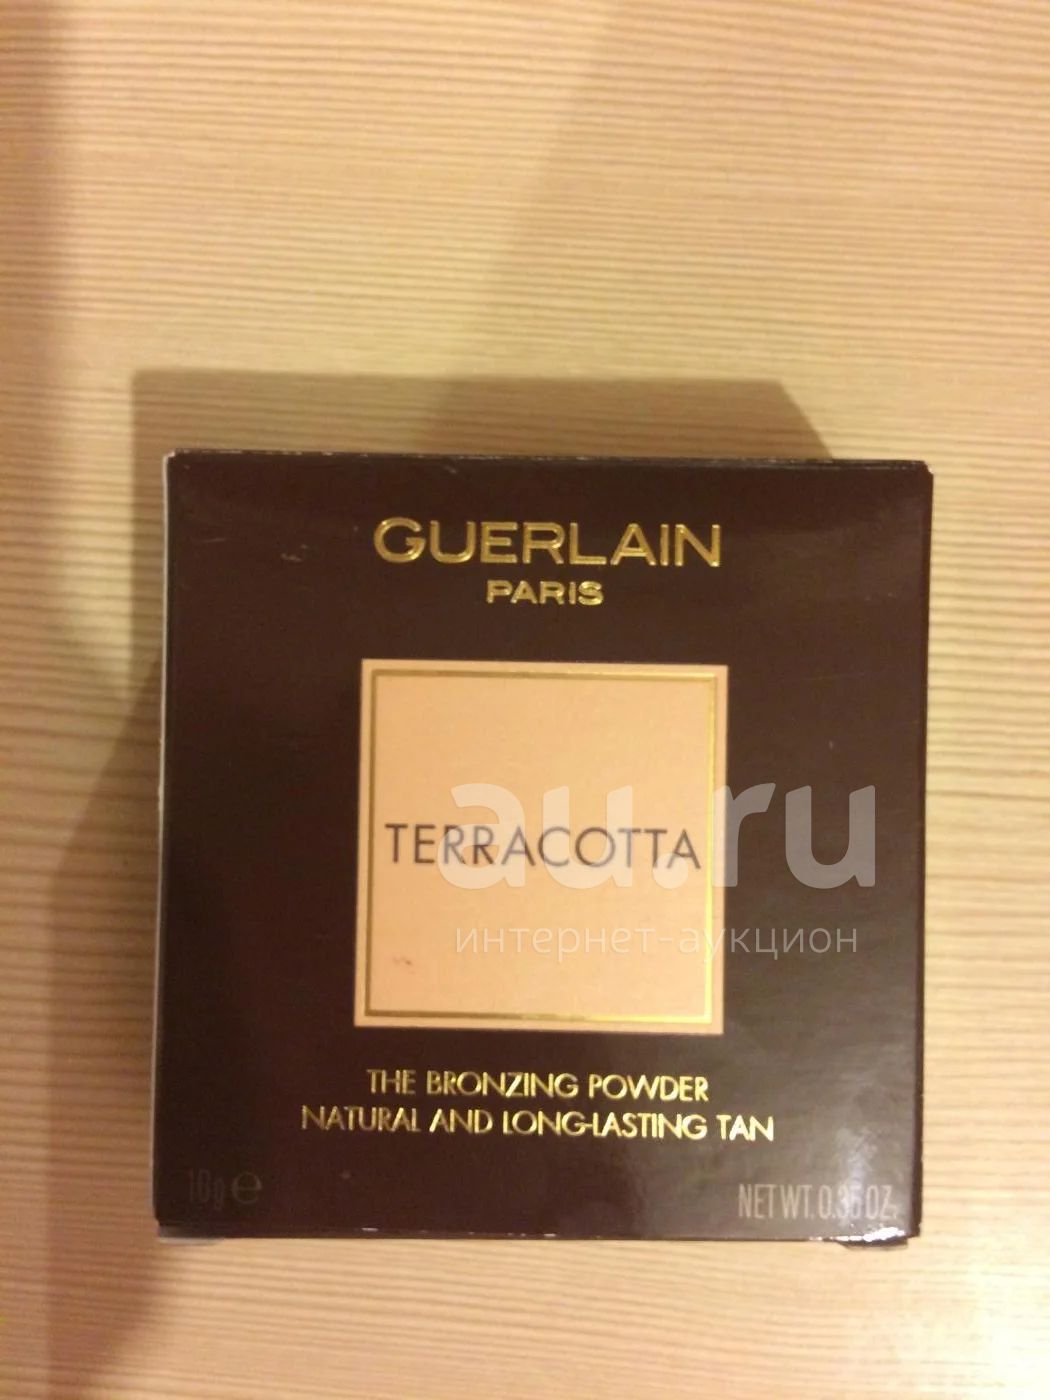 GUERLAIN
PARIS
TERRACOTTA
au.ru
интернет-аукцион
THE BRONZING POWDER
NATURAL AND LONG-LASTING TAN
10g ℮
NET WT. 0.35 OZ.